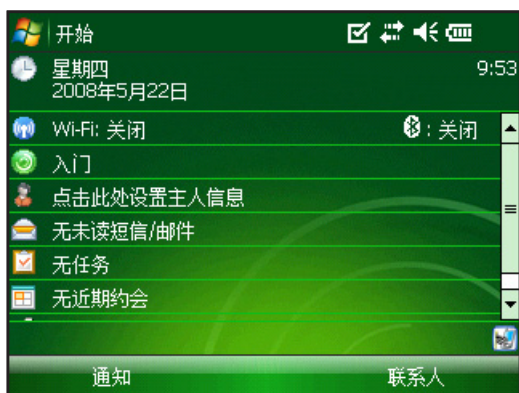 开始
星期四 9:53
2008年5月22日
Wi-Fi: 关闭 : 关闭
入门
点击此处设置主人信息
无未读短信/邮件
无任务
无近期约会
通知 联系人